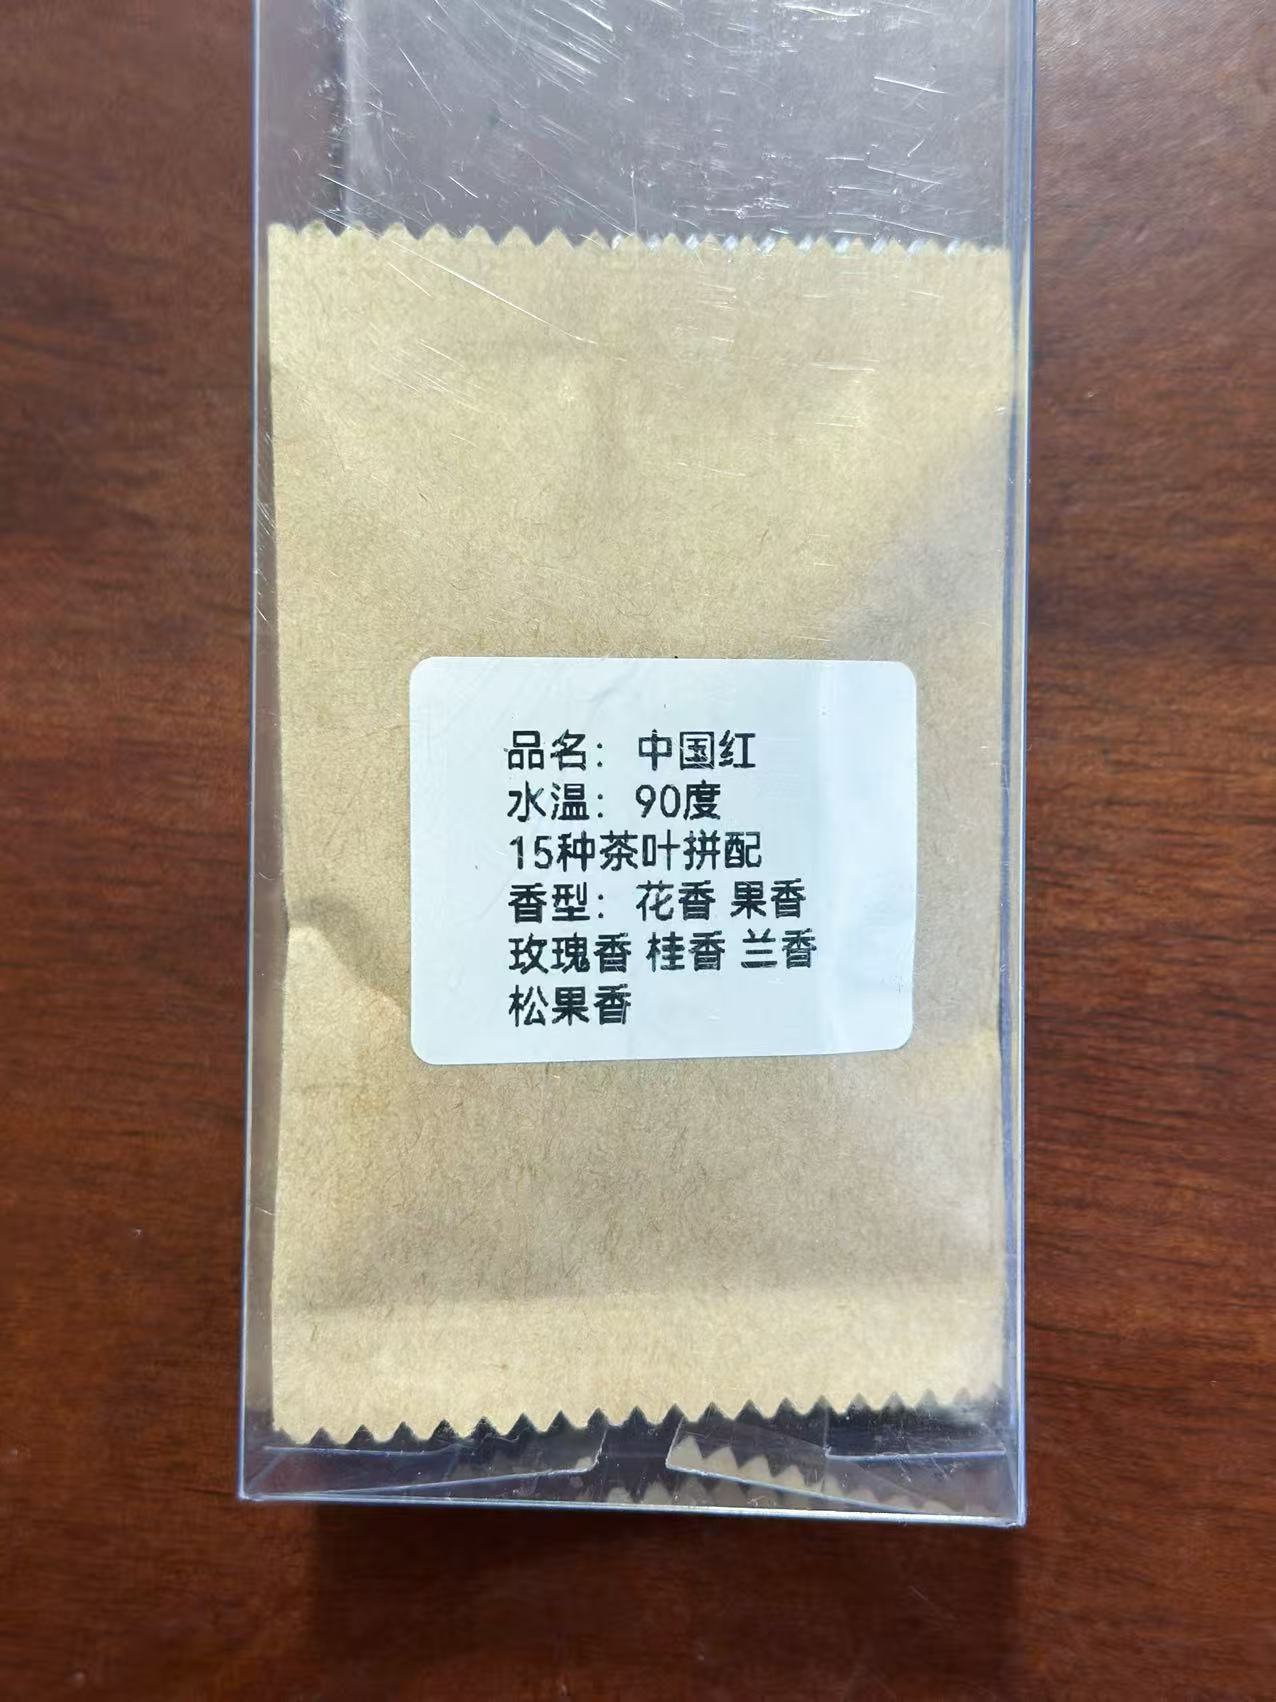 品名：中国红
水温：90度
15种茶叶拼配
香型：花香 果香
玫瑰香 桂香 兰香
松果香